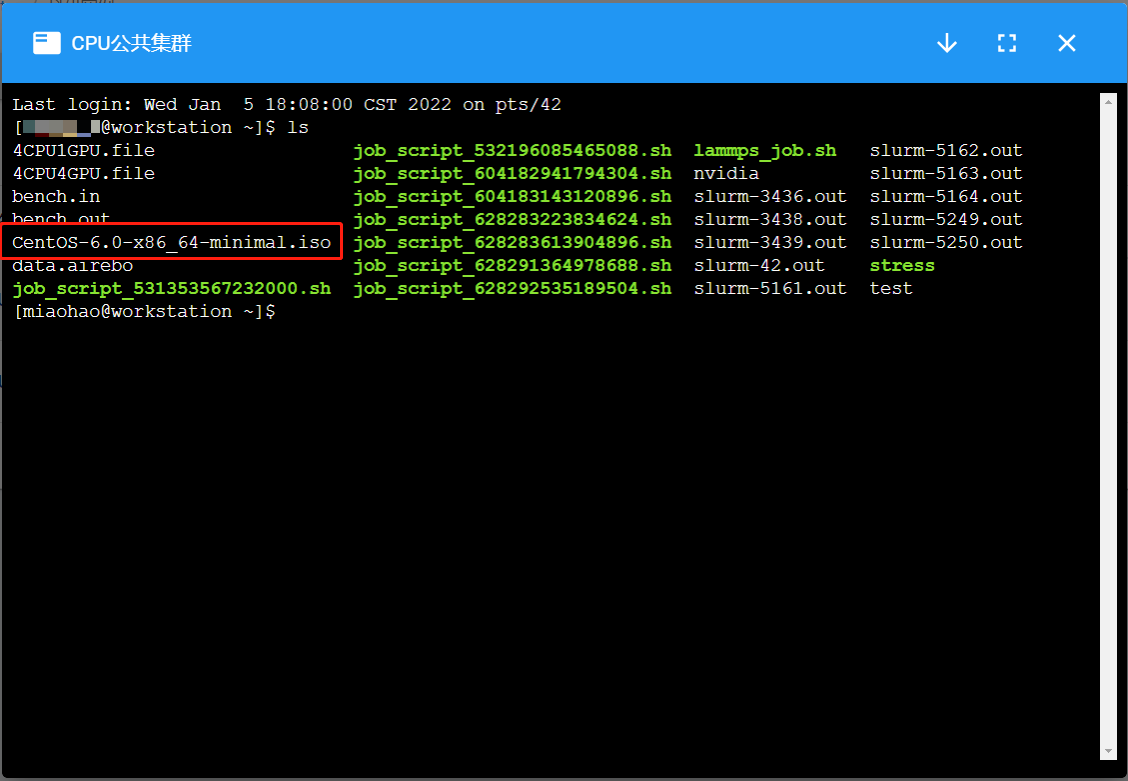 CPU公共集群
Last login: Wed Jan  5 18:08:00 CST 2022 on pts/42
[@workstation ~]$ ls
4CPU1GPU.file job_script_532196085465088.sh lammps_job.sh slurm-5162.out
4CPU4GPU.file job_script_604182941794304.sh nvidia slurm-5163.out
bench.in job_script_604183143120896.sh slurm-3436.out slurm-5164.out
bench.out job_script_628283223834624.sh slurm-3438.out slurm-5249.out
CentOS-6.0-x86_64-minimal.iso job_script_628283613904896.sh slurm-3439.out slurm-5250.out
data.airebo job_script_628291364978688.sh slurm-42.out stress
job_script_531353567232000.sh job_script_628292535189504.sh slurm-5161.out test
[miaohao@workstation ~]$